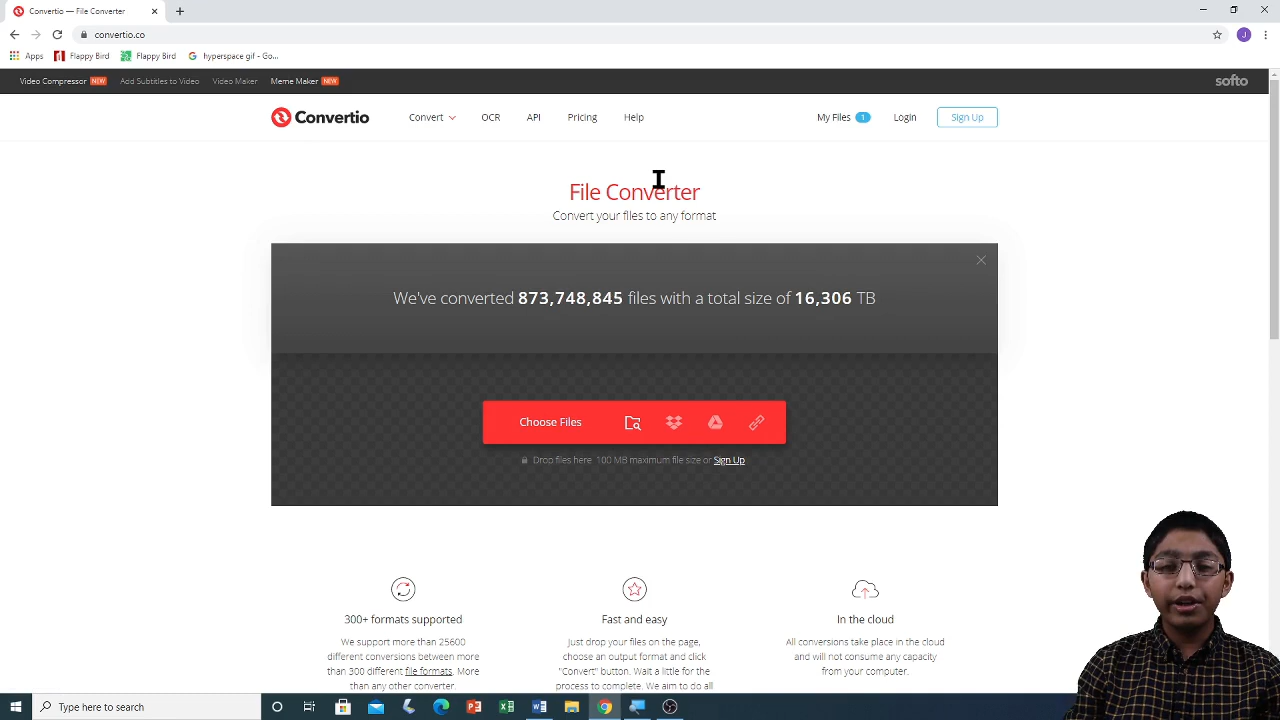 Convertio — File Converter
convertio.co
J
Apps Flappy Bird Flappy Bird hyperspace gif - Go...
Video Compressor NEW Add Subtitles to Video Video Maker Meme Maker NEW softo
Convertio Convert OCR API Pricing Help My Files 1 Login Sign Up
File Converter
Convert your files to any format
We've converted 873,748,845 files with a total size of 16,306 TB
Choose Files
Drop files here. 100 MB maximum file size or Sign Up
300+ formats supported
We support more than 25600
different conversions between more
than 300 different file formats. More
than any other converter.
Fast and easy
Just drop your files on the page,
choose an output format and click
"Convert" button. Wait a little for the
process to complete. We aim to do all
In the cloud
All conversions take place in the cloud
and will not consume any capacity
from your computer.
Type here to search